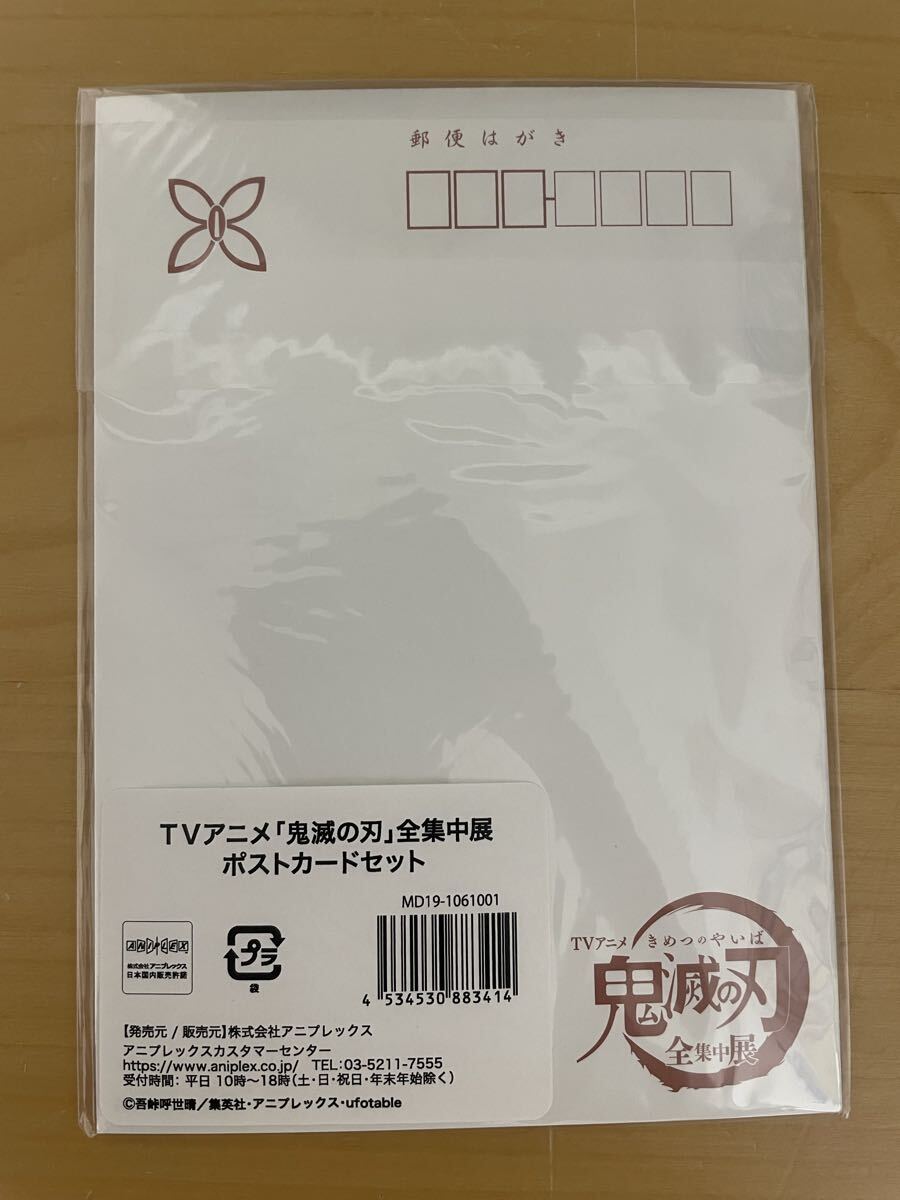 郵便はがき
TVアニメ「鬼滅の刃」全集中展
ポストカードセット
MD19-1061001
ANIPLEX
株式会社アニプレックス
日本国内販売許諾
プラ
袋
4 534530 883414
【発売元 / 販売元】株式会社アニプレックス
アニプレックスカスタマーセンター
https://www.aniplex.co.jp/ TEL:03-5211-7555
受付時間: 平日 10時～18時(土・日・祝日・年末年始除く)
©吾峠呼世晴／集英社・アニプレックス・ufotable
TVアニメ きめつのやいば
鬼滅の刃
全集中展